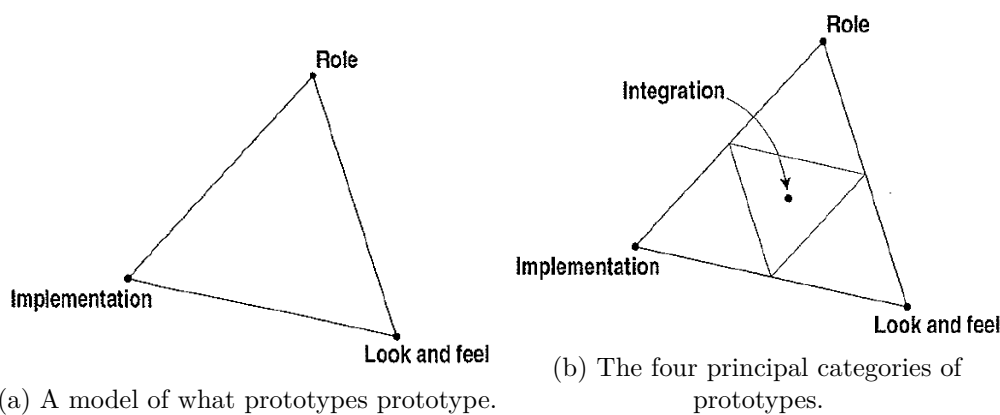 Role
Implementation
Look and feel
(a) A model of what prototypes prototype.
Role
Integration
Implementation
Look and feel
(b) The four principal categories of
prototypes.